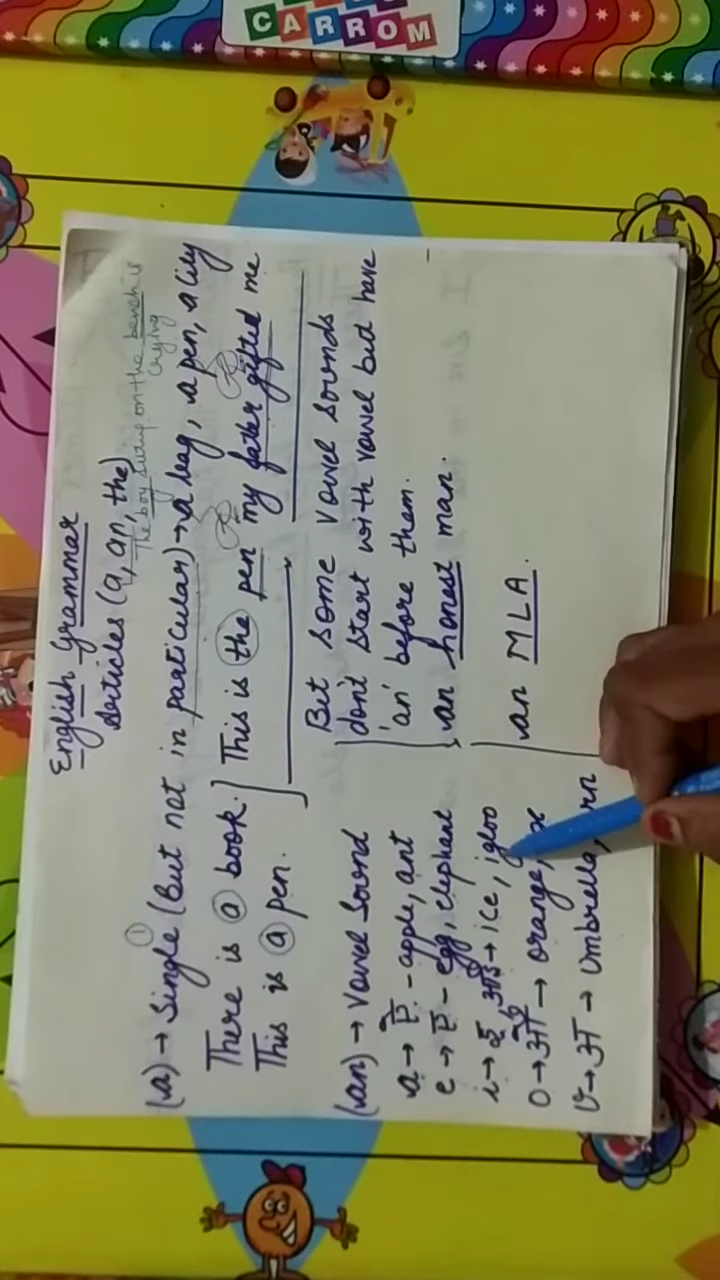 CARROM
English Grammar
Articles (a, an, the)
The boy sitting on the bench is
crying
(a) → Single (But not in particular) → a bag, a pen, a city
①
There is a book.
This is a pen.
This is the pen my father gifted me
(an) → Vowel Sound
a → ऐ - apple, ant
e → ए - egg, elephant
i → इ, आइ → ice, igloo
o → ऑ → orange,
u → अ → umbrella,
But some vowel sounds
don't start with vowel but have
'an' before them.
an honest man.
an MLA.